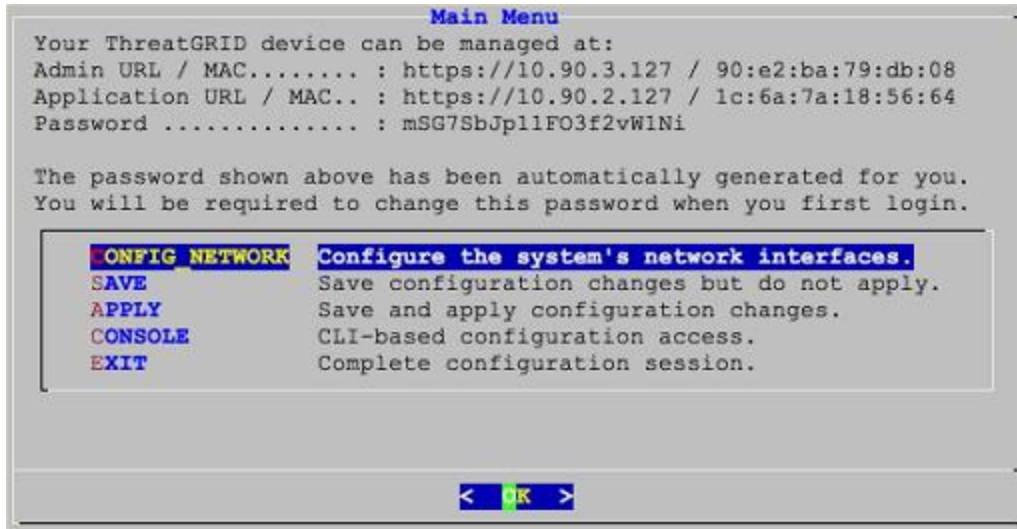 Main Menu
Your ThreatGRID device can be managed at:
Admin URL / MAC........ : https://10.90.3.127 / 90:e2:ba:79:db:08
Application URL / MAC.. : https://10.90.2.127 / 1c:6a:7a:18:56:64
Password .............. : mSG7SbJp11FO3f2vW1Ni
The password shown above has been automatically generated for you.
You will be required to change this password when you first login.
CONFIG_NETWORK Configure the system's network interfaces.
SAVE Save configuration changes but do not apply.
APPLY Save and apply configuration changes.
CONSOLE CLI-based configuration access.
EXIT Complete configuration session.
< OK >